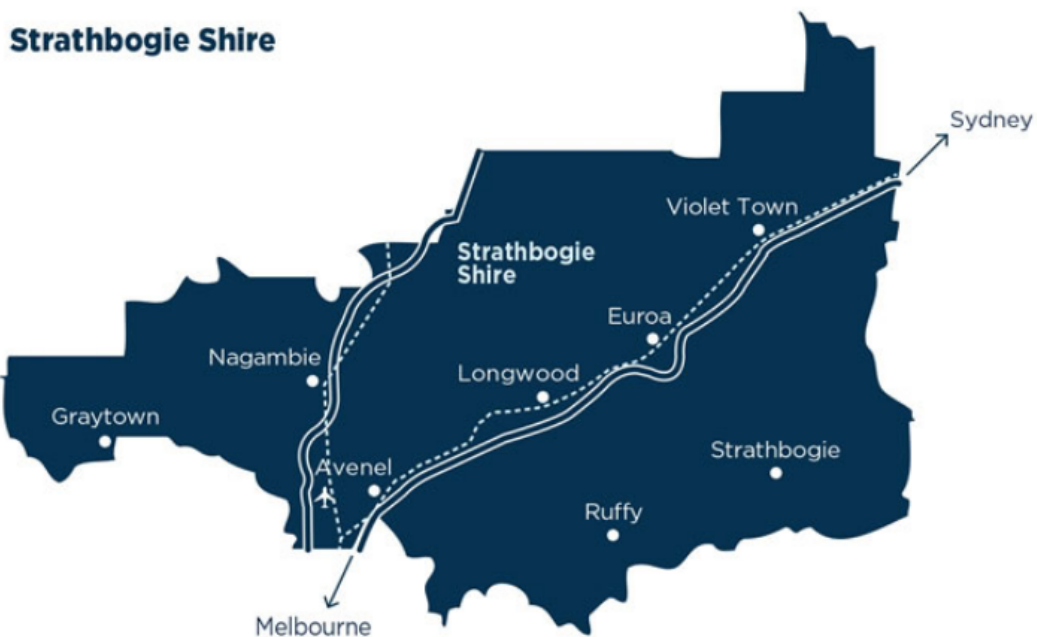 Strathbogie Shire
Sydney
Violet Town
Strathbogie
Shire
Euroa
Nagambie
Longwood
Graytown
Strathbogie
Avenel
Ruffy
Melbourne